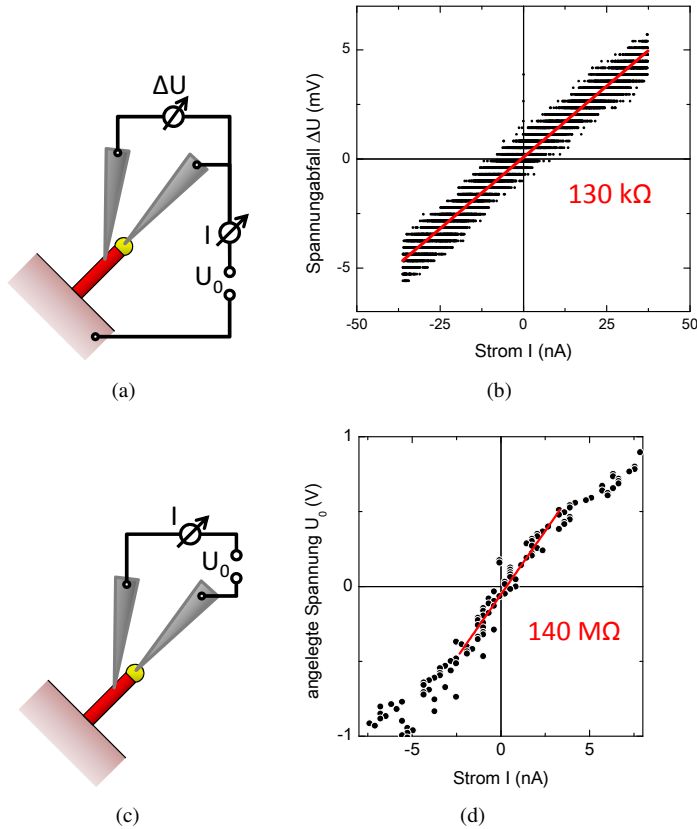 ΔU
I
U0
(a)
Spannungabfall ΔU (mV)
5
0
-5
130 kΩ
-50
-25
0
25
50
Strom I (nA)
(b)
I
U0
(c)
angelegte Spannung U0 (V)
1
0
-1
140 MΩ
-5
0
5
Strom I (nA)
(d)